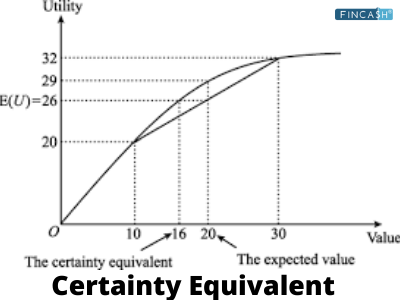 Utility
FINCASH
32
29
E(U)=26
20
O
10
16
20
30
Value
The certainty equivalent
The expected value
Certainty Equivalent